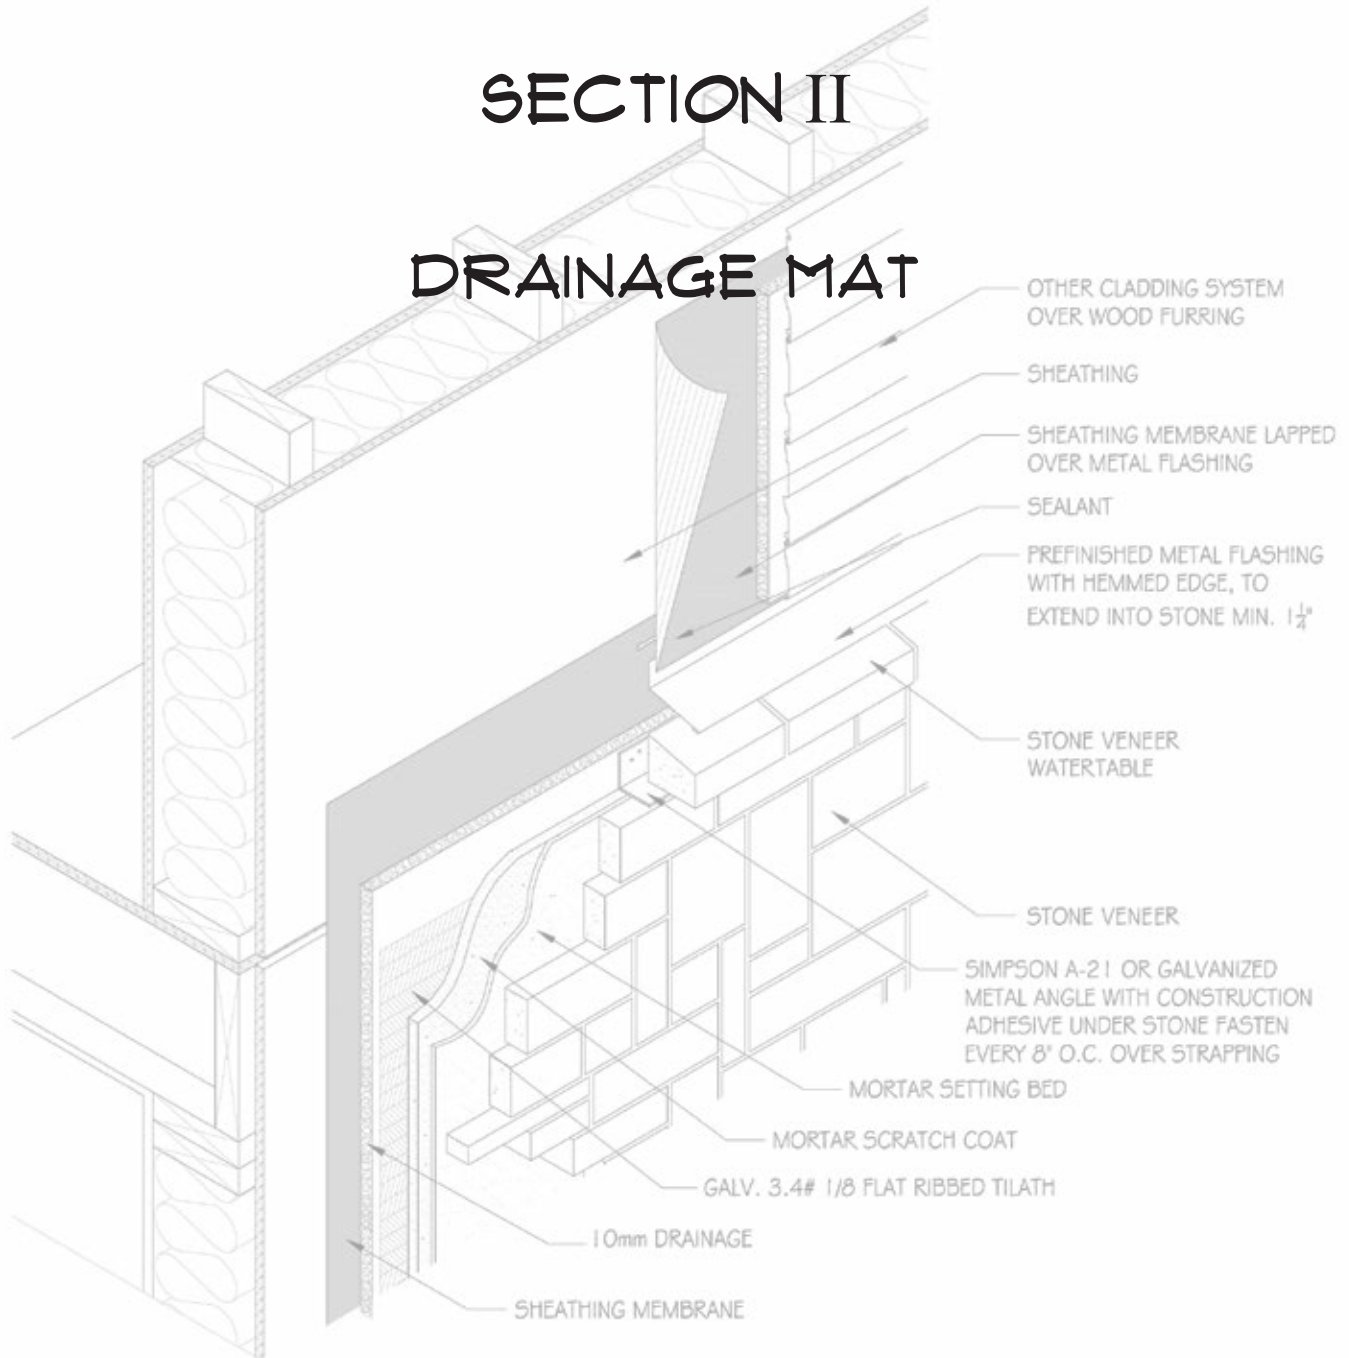 SECTION II
DRAINAGE MAT
OTHER CLADDING SYSTEM
OVER WOOD FURRING
SHEATHING
SHEATHING MEMBRANE LAPPED
OVER METAL FLASHING
SEALANT
PREFINISHED METAL FLASHING
WITH HEMMED EDGE, TO
EXTEND INTO STONE MIN. 1¼"
STONE VENEER
WATERTABLE
STONE VENEER
SIMPSON A-21 OR GALVANIZED
METAL ANGLE WITH CONSTRUCTION
ADHESIVE UNDER STONE FASTEN
EVERY 8" O.C. OVER STRAPPING
MORTAR SETTING BED
MORTAR SCRATCH COAT
GALV. 3.4# 1/8 FLAT RIBBED TILATH
10mm DRAINAGE
SHEATHING MEMBRANE